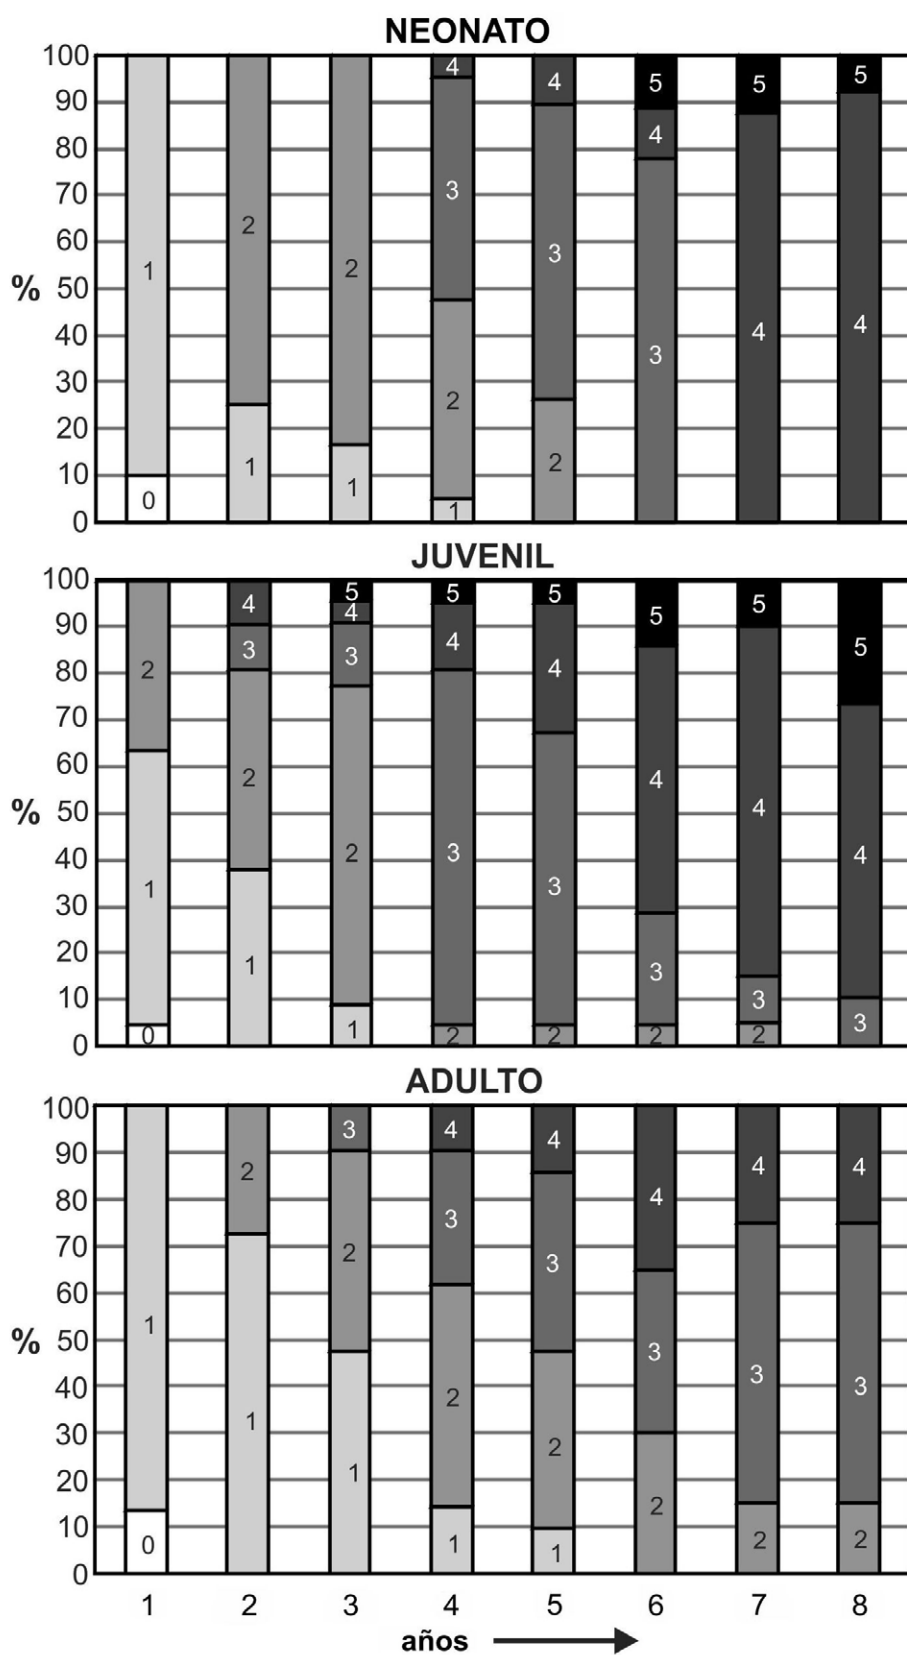 NEONATO
100
4
4 5 5 5
90
80 4
70 3
60 2
3
1 2
% 50
40 4 4
3
30
2
20
10 1 2
1
0 1
0
JUVENIL
100
5 5 5
4 4 5 5
90
3 3 4 5
80 2 4
70
60 2 4
% 50 4
40 2 3 4
1 3
30
20 1 3
10 3
0 1 2 2 2 2 3
0
ADULTO
100
3 4 4
90
2 4 4
80 4
3
70 2 3
60
1
% 50 3
40 2 3 3
1
30 2
20 1
2
10
0 1 1 2 2
0
1 2 3 4 5 6 7 8
años